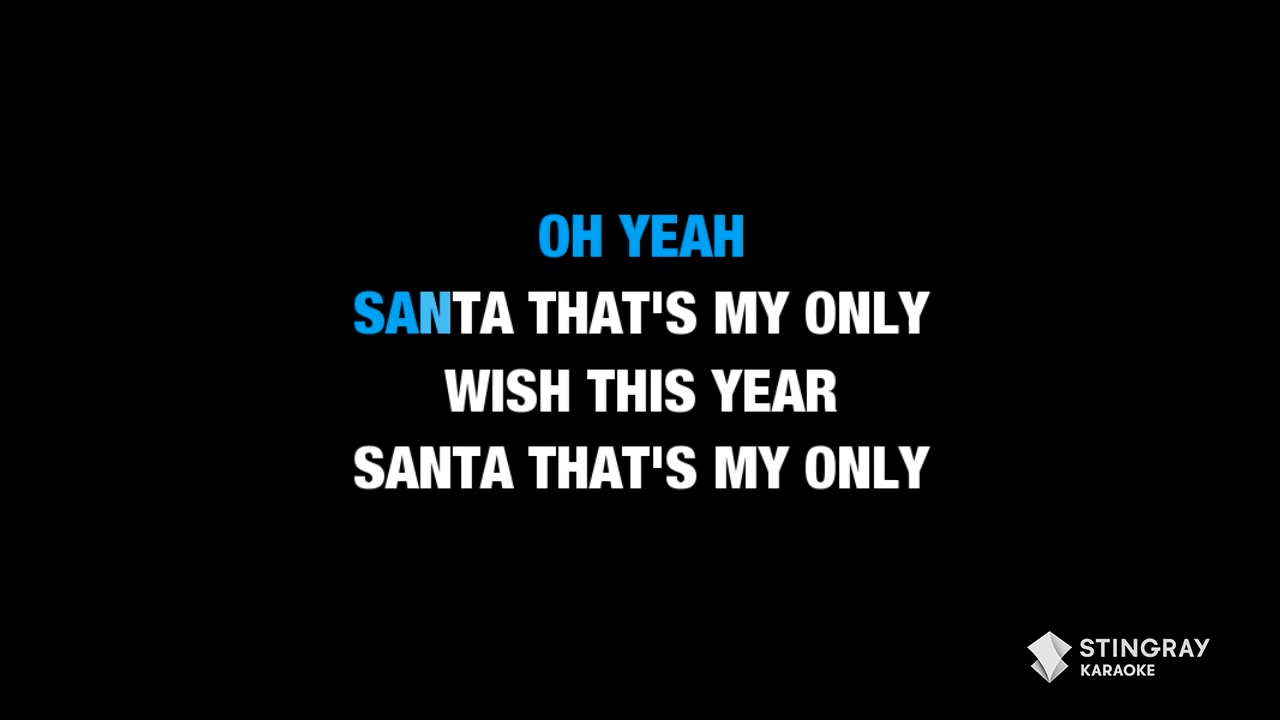 OH YEAH
SANTA THAT'S MY ONLY
WISH THIS YEAR
SANTA THAT'S MY ONLY
STINGRAY
KARAOKE